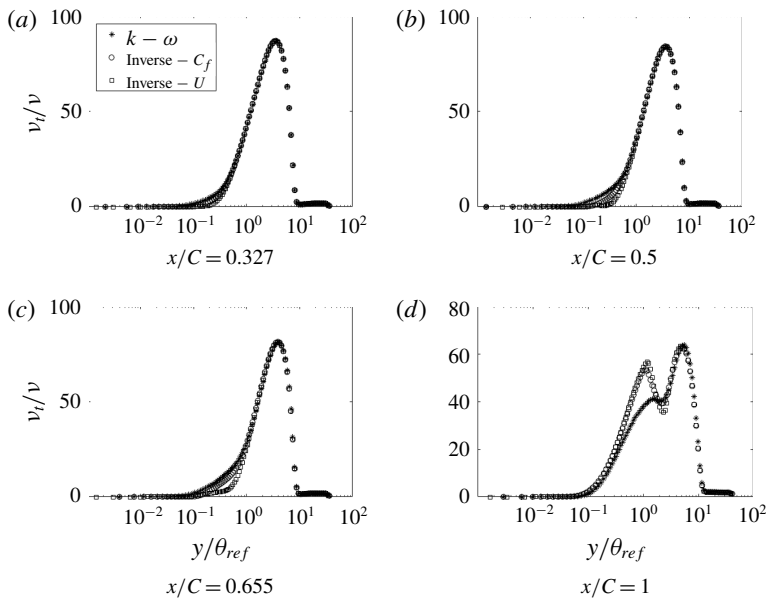 (a)
100
50
0
ν_t/ν
k − ω
Inverse − C_f
Inverse − U
10^−2 10^−1 10^0 10^1 10^2
x/C = 0.327
(b)
100
50
0
10^−2 10^−1 10^0 10^1 10^2
x/C = 0.5
(c)
100
50
0
ν_t/ν
10^−2 10^−1 10^0 10^1 10^2
y/θ_ref
x/C = 0.655
(d)
80
60
40
20
0
10^−2 10^−1 10^0 10^1 10^2
y/θ_ref
x/C = 1